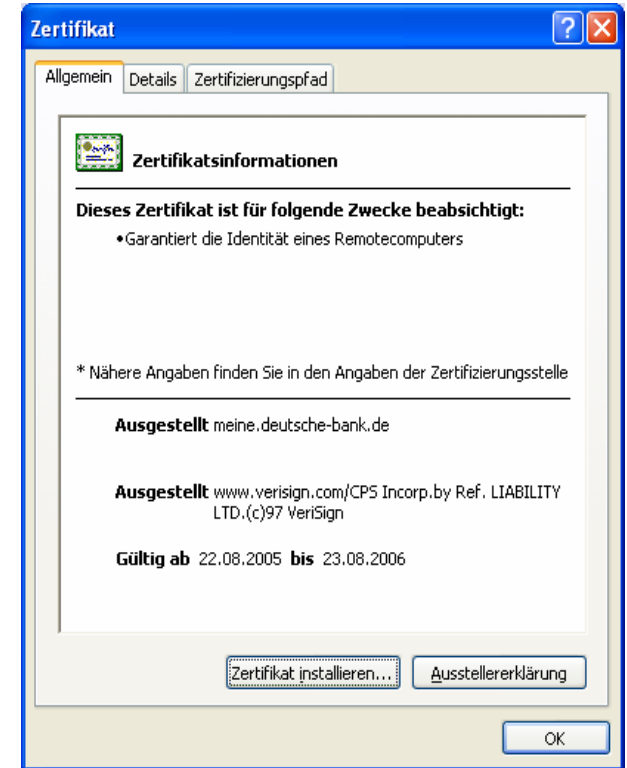 Zertifikat
Allgemein Details Zertifizierungspfad
Zertifikatsinformationen
Dieses Zertifikat ist für folgende Zwecke beabsichtigt:
•Garantiert die Identität eines Remotecomputers
* Nähere Angaben finden Sie in den Angaben der Zertifizierungsstelle
Ausgestellt meine.deutsche-bank.de
Ausgestellt www.verisign.com/CPS Incorp.by Ref. LIABILITY
LTD.(c)97 VeriSign
Gültig ab 22.08.2005 bis 23.08.2006
Zertifikat installieren... Ausstellererklärung
OK